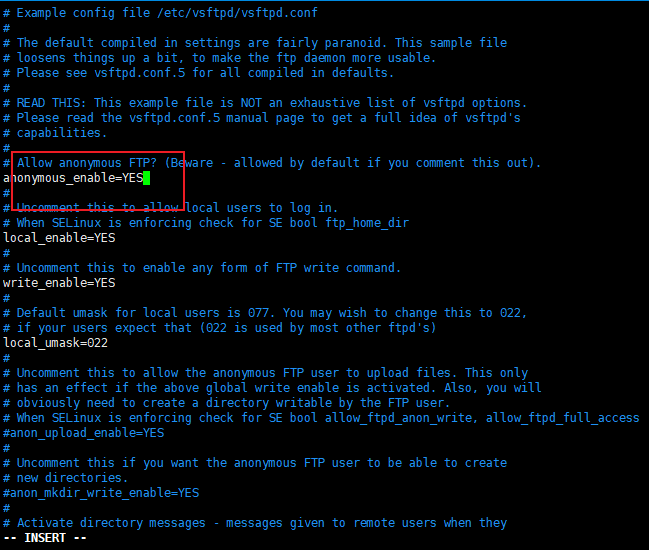 # Example config file /etc/vsftpd/vsftpd.conf
#
# The default compiled in settings are fairly paranoid. This sample file
# loosens things up a bit, to make the ftp daemon more usable.
# Please see vsftpd.conf.5 for all compiled in defaults.
#
# READ THIS: This example file is NOT an exhaustive list of vsftpd options.
# Please read the vsftpd.conf.5 manual page to get a full idea of vsftpd's
# capabilities.
#
# Allow anonymous FTP? (Beware - allowed by default if you comment this out).
anonymous_enable=YES
#
# Uncomment this to allow local users to log in.
# When SELinux is enforcing check for SE bool ftp_home_dir
local_enable=YES
#
# Uncomment this to enable any form of FTP write command.
write_enable=YES
#
# Default umask for local users is 077. You may wish to change this to 022,
# if your users expect that (022 is used by most other ftpd's)
local_umask=022
#
# Uncomment this to allow the anonymous FTP user to upload files. This only
# has an effect if the above global write enable is activated. Also, you will
# obviously need to create a directory writable by the FTP user.
# When SELinux is enforcing check for SE bool allow_ftpd_anon_write, allow_ftpd_full_access
#anon_upload_enable=YES
#
# Uncomment this if you want the anonymous FTP user to be able to create
# new directories.
#anon_mkdir_write_enable=YES
#
# Activate directory messages - messages given to remote users when they
-- INSERT --